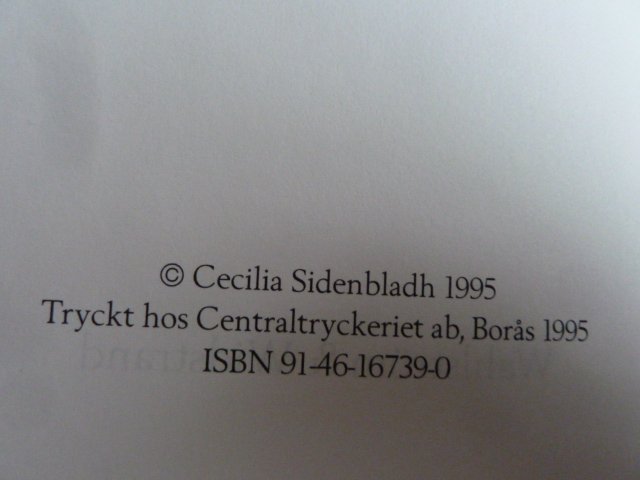 © Cecilia Sidenbladh 1995
Tryckt hos Centraltryckeriet ab, Borås 1995
ISBN 91-46-16739-0